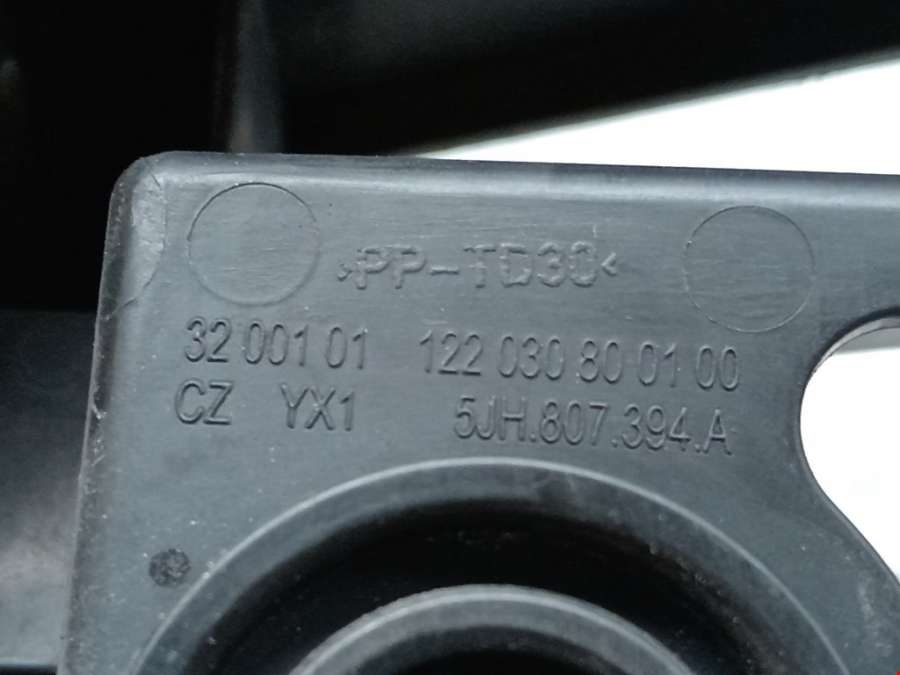 >PP-TD30<
32 001 01 122 030 80 01 00
CZ YX1 5JH.807.394.A